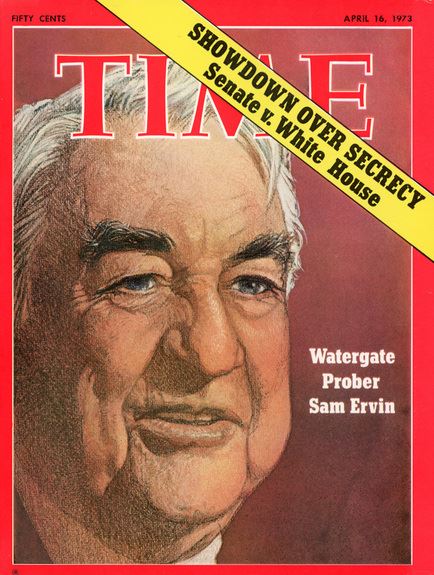 FIFTY CENTS
APRIL 16, 1973
TIME
SHOWDOWN OVER SECRECY
Senate v. White House
Watergate
Prober
Sam Ervin